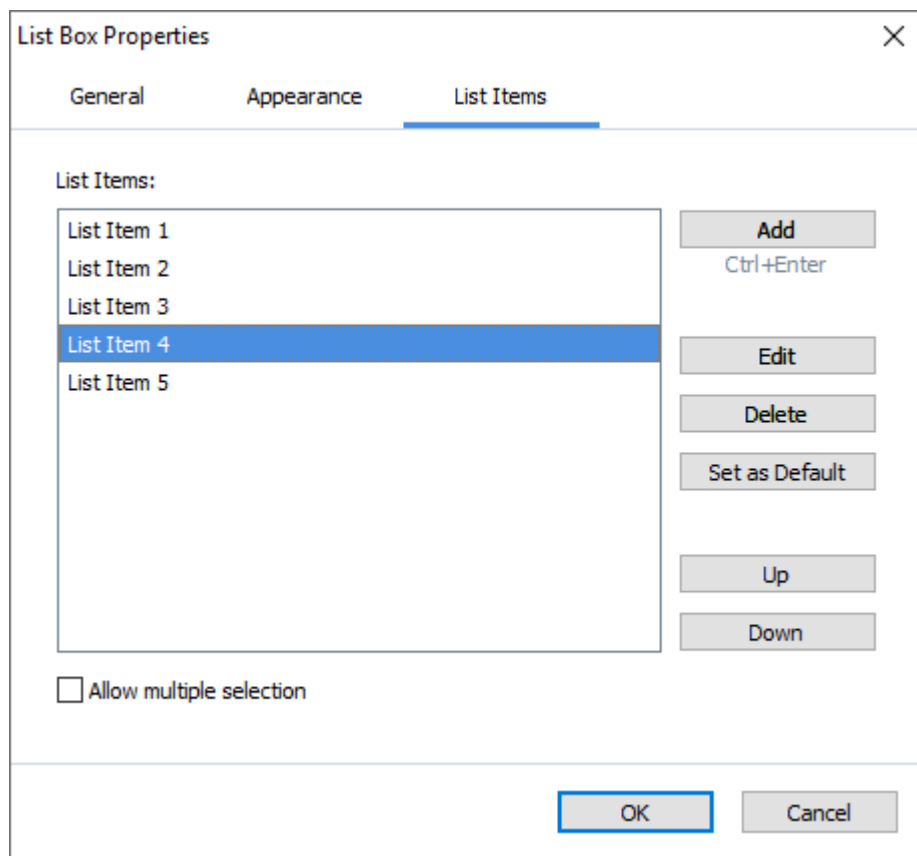 List Box Properties
General Appearance List Items
List Items:
List Item 1
List Item 2
List Item 3
List Item 4
List Item 5
Add
Ctrl+Enter
Edit
Delete
Set as Default
Up
Down
Allow multiple selection
OK Cancel